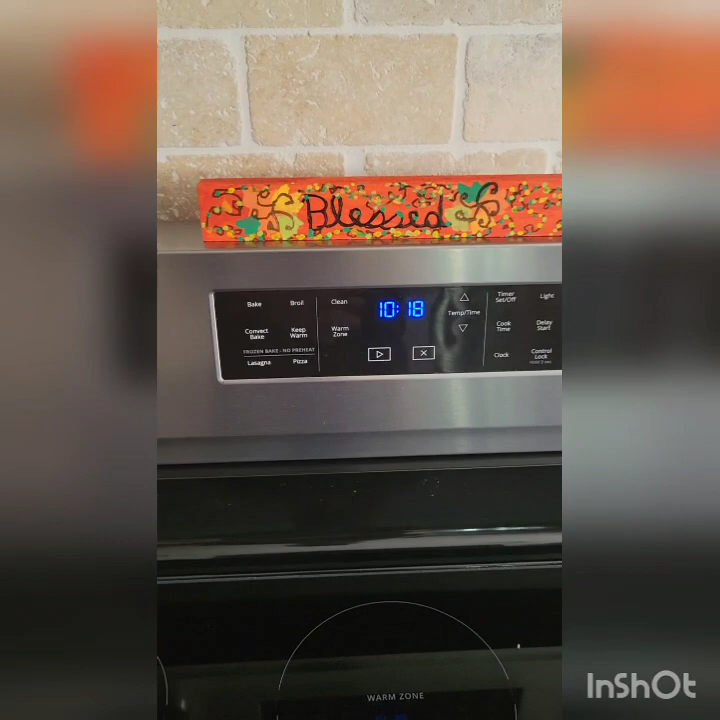 Blessed
Bake Broil Clean 10:18 Temp/Time Timer Set/Off Light
Convect Bake Keep Warm Warm Zone Cook Time Delay Start
FROZEN BAKE - NO PREHEAT
Lasagna Pizza Clock Control Lock
WARM ZONE
InShOt